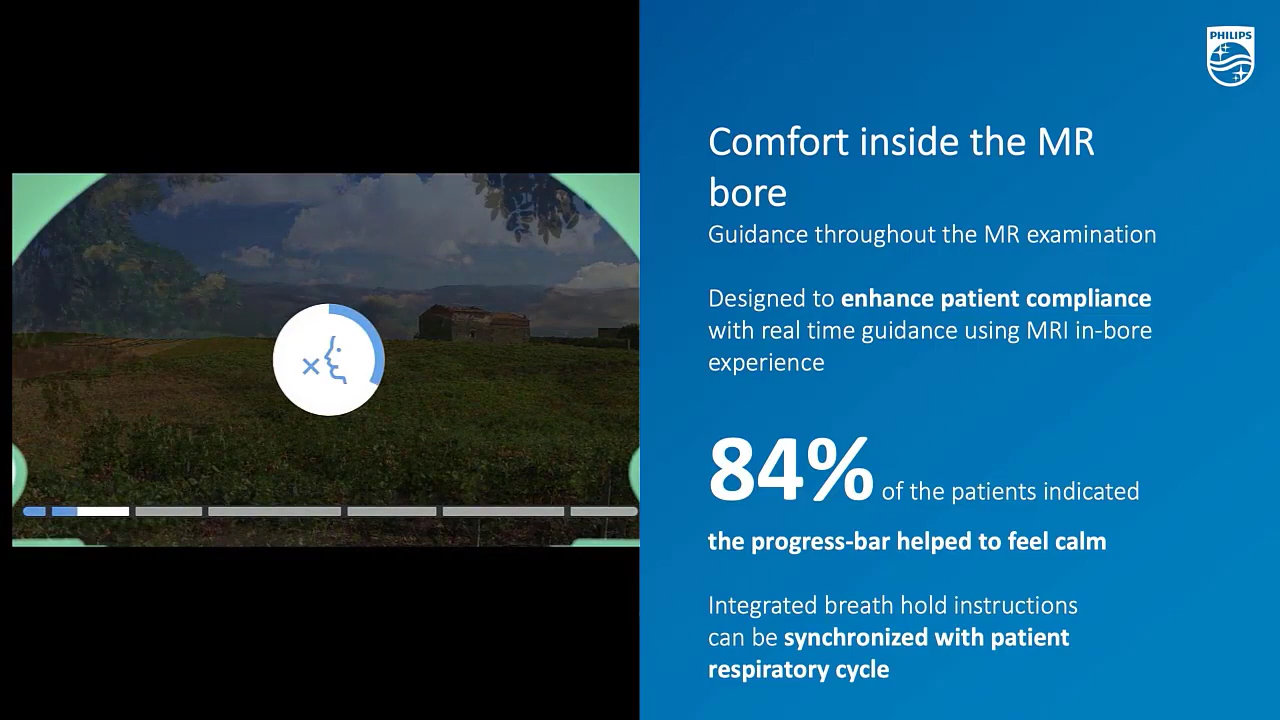 PHILIPS
Comfort inside the MR
bore
Guidance throughout the MR examination
Designed to enhance patient compliance
with real time guidance using MRI in-bore
experience
84% of the patients indicated
the progress-bar helped to feel calm
Integrated breath hold instructions
can be synchronized with patient
respiratory cycle